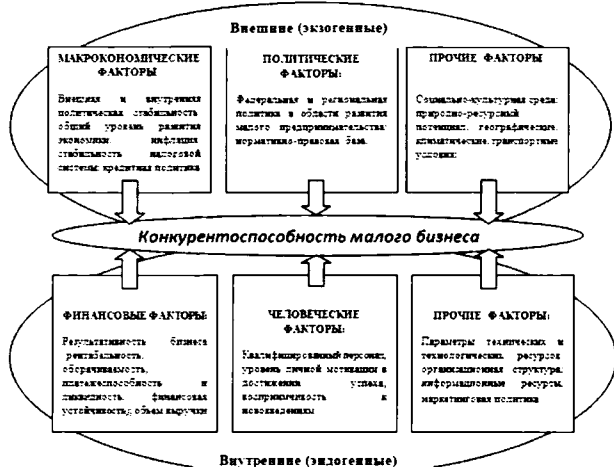 Внешние (экзогенные)
МАКРОКОНОМИЧЕСКИЕ
ФАКТОРЫ
Внешняя и внутренняя
политическая стабильность,
общий уровень развития
экономики, инфляция,
стабильность налоговой
системы, кредитная политика
ПОЛИТИЧЕСКИЕ
ФАКТОРЫ:
Федеральная и региональная
политика в области развития
малого предпринимательства;
нормативно-правовая база.
ПРОЧИЕ ФАКТОРЫ
Социально-культурная среда;
природно-ресурсный
потенциал, географические,
климатические, транспортные
условия;
Конкурентоспособность малого бизнеса
ФИНАНСОВЫЕ ФАКТОРЫ:
Результативность бизнеса
рентабельность,
оборачиваемость,
платежеспособность и
ликвидность, финансовая
устойчивость, объем выручки
ЧЕЛОВЕЧЕСКИЕ
ФАКТОРЫ:
Квалифицированный персонал,
уровень личной мотивации в
достижении успеха,
восприимчивость к
нововведениям
ПРОЧИЕ ФАКТОРЫ:
Параметры технических и
технологических ресурсов,
организационная структура,
информационные ресурсы,
маркетинговая политика
Внутренние (эндогенные)